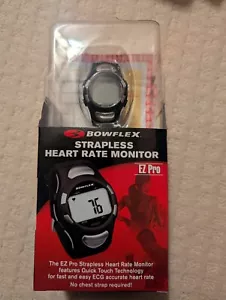 BOWFLEX
STRAPLESS
HEART RATE MONITOR
EZ Pro
76
The EZ Pro Strapless Heart Rate Monitor
features Quick Touch Technology
for fast and easy ECG accurate heart rate
No chest strap required!